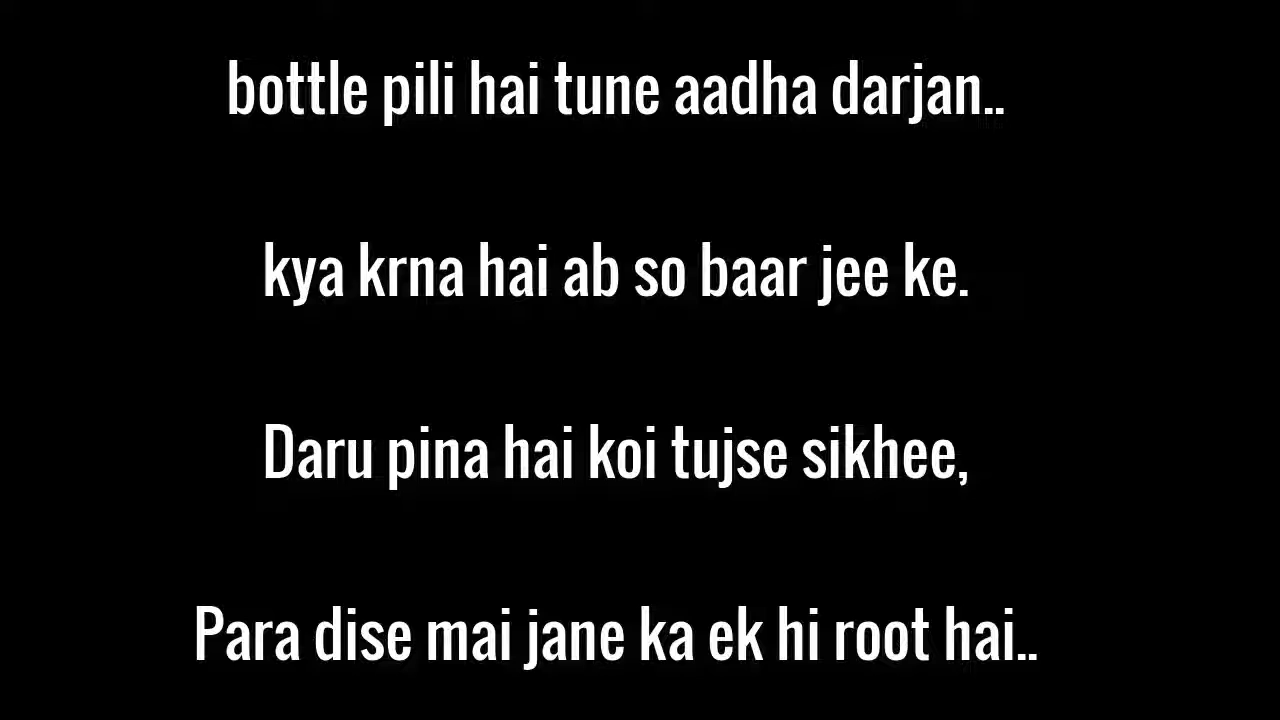 bottle pili hai tune aadha darjan..
kya krna hai ab so baar jee ke.
Daru pina hai koi tujse sikhee,
Para dise mai jane ka ek hi root hai..